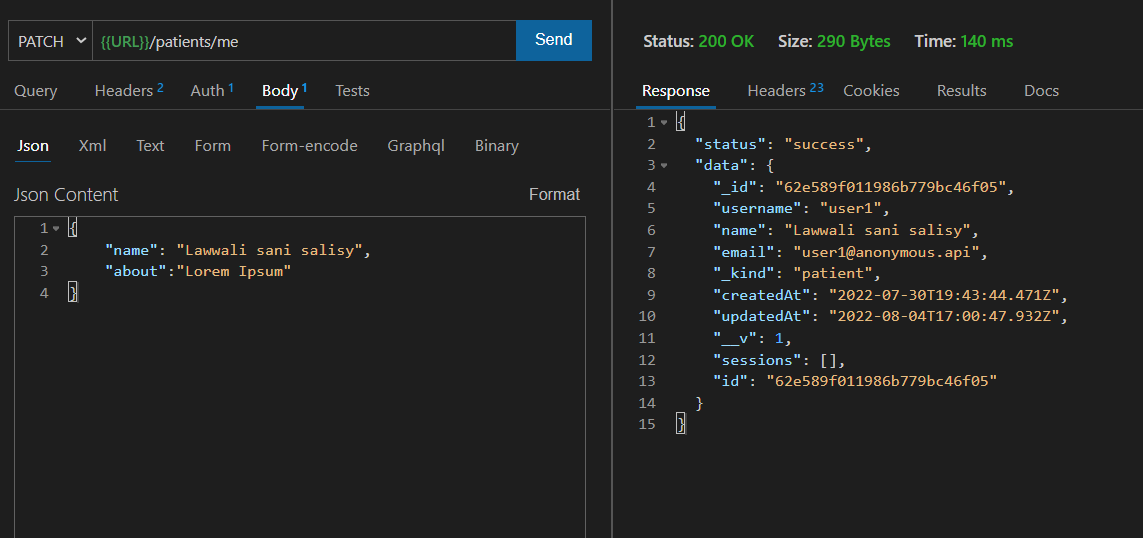 PATCH {{URL}}/patients/me Send
Query Headers 2 Auth 1 Body 1 Tests
Json Xml Text Form Form-encode Graphql Binary
Json Content Format
1 {
2 "name": "Lawwali sani salisy",
3 "about":"Lorem Ipsum"
4 }
Status: 200 OK Size: 290 Bytes Time: 140 ms
Response Headers 23 Cookies Results Docs
1 {
2 "status": "success",
3 "data": {
4 "_id": "62e589f011986b779bc46f05",
5 "username": "user1",
6 "name": "Lawwali sani salisy",
7 "email": "user1@anonymous.api",
8 "_kind": "patient",
9 "createdAt": "2022-07-30T19:43:44.471Z",
10 "updatedAt": "2022-08-04T17:00:47.932Z",
11 "__v": 1,
12 "sessions": [],
13 "id": "62e589f011986b779bc46f05"
14 }
15 }